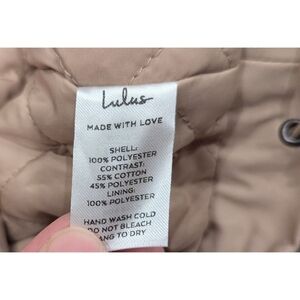 Lulus
MADE WITH LOVE
SHELL:
100% POLYESTER
CONTRAST:
55% COTTON
45% POLYESTER
LINING:
100% POLYESTER
HAND WASH COLD
DO NOT BLEACH
ANG TO DRY